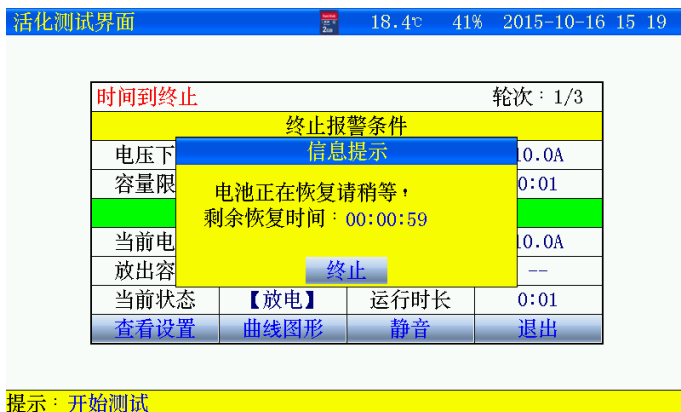 活化测试界面 18.4℃ 41% 2015-10-16 15 19
时间到终止 轮次：1/3
终止报警条件
电压下 10.0A
信息提示
容量限 0:01
电池正在恢复请稍等，
剩余恢复时间：00:00:59
当前电 10.0A
放出容 --
终止
当前状态 【放电】 运行时长 0:01
查看设置 曲线图形 静音 退出
提示：开始测试